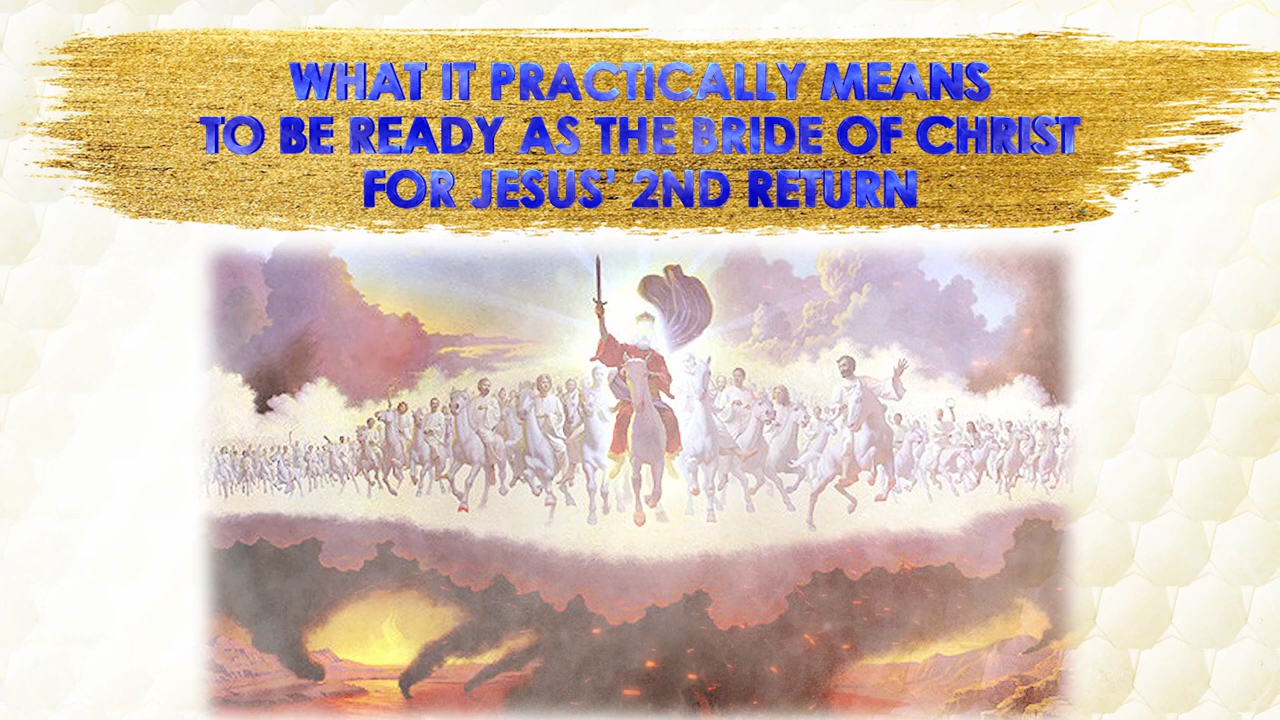 WHAT IT PRACTICALLY MEANS
TO BE READY AS THE BRIDE OF CHRIST
FOR JESUS' 2ND RETURN